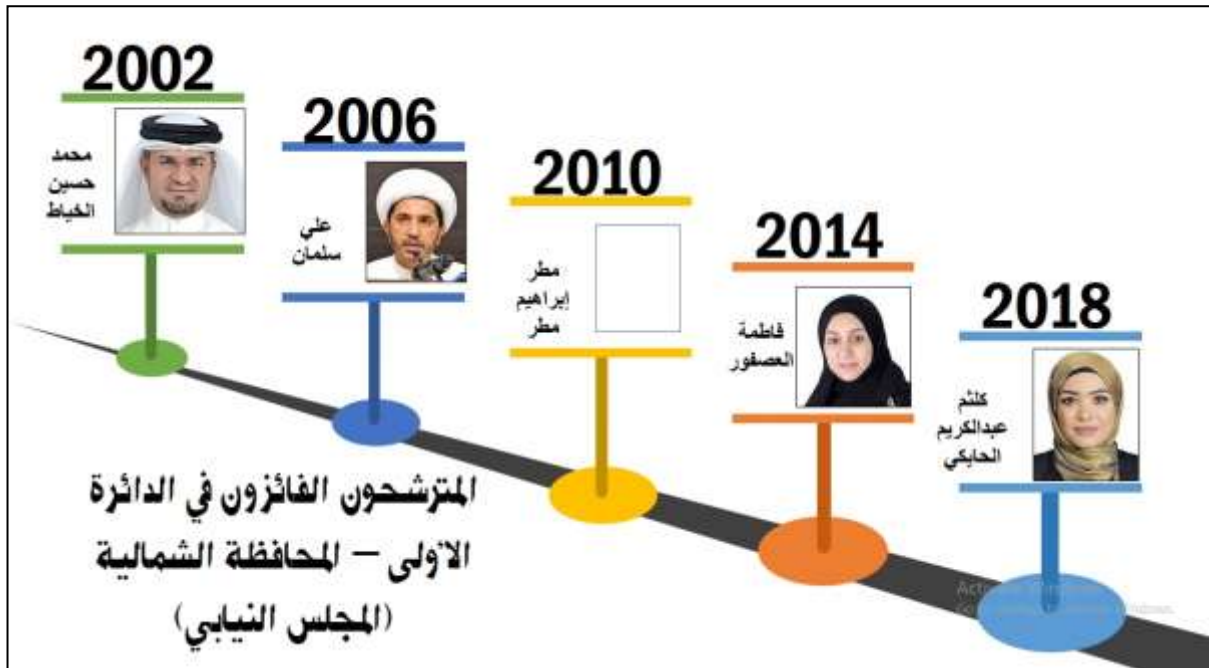 2002
محمد
حسين
الخياط
2006
علي
سلمان
2010
مطر
إبراهيم
مطر
2014
فاطمة
العصفور
2018
كلثم
عبدالكريم
الحايكي
المترشحون الفائزون في الدائرة
الأولى – المحافظة الشمالية
(المجلس النيابي)